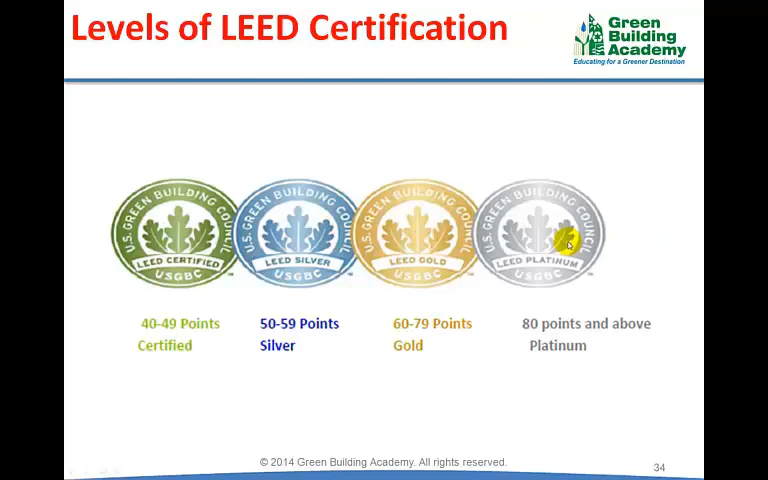 Levels of LEED Certification
Green
Building
Academy
Educating for a Greener Destination
U.S. GREEN BUILDING COUNCIL
LEED CERTIFIED
USGBC
U.S. GREEN BUILDING COUNCIL
LEED SILVER
USGBC
U.S. GREEN BUILDING COUNCIL
LEED GOLD
USGBC
U.S. GREEN BUILDING COUNCIL
LEED PLATINUM
USGBC
40-49 Points
Certified
50-59 Points
Silver
60-79 Points
Gold
80 points and above
Platinum
© 2014 Green Building Academy. All rights reserved.
34